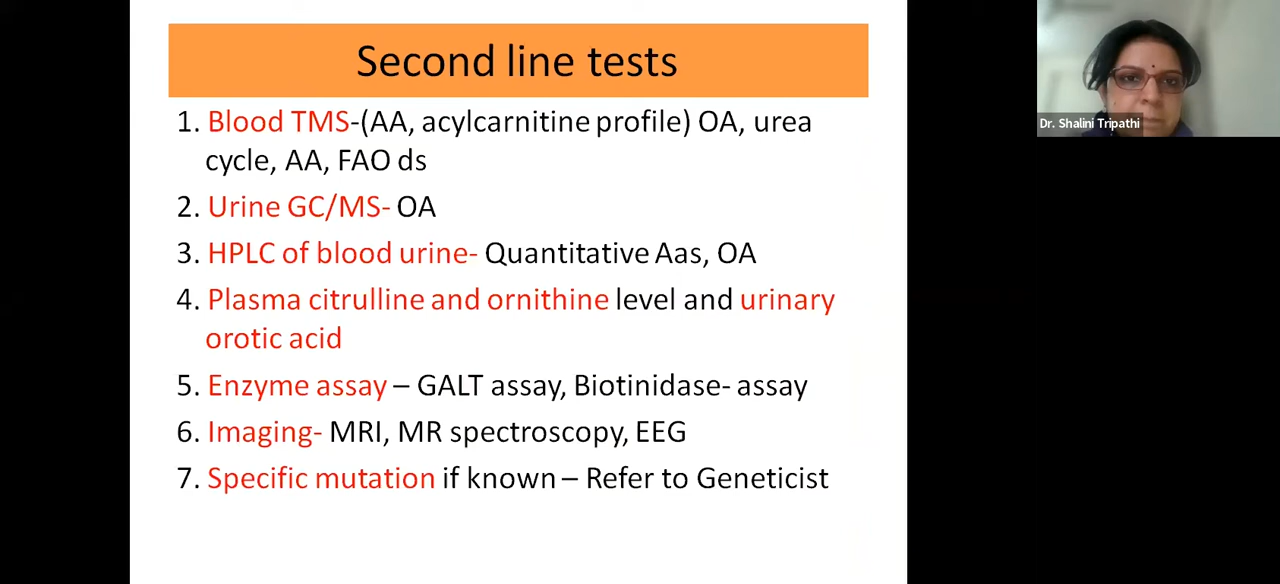 Second line tests
1. Blood TMS-(AA, acylcarnitine profile) OA, urea
cycle, AA, FAO ds
2. Urine GC/MS- OA
3. HPLC of blood urine- Quantitative Aas, OA
4. Plasma citrulline and ornithine level and urinary
orotic acid
5. Enzyme assay – GALT assay, Biotinidase- assay
6. Imaging- MRI, MR spectroscopy, EEG
7. Specific mutation if known – Refer to Geneticist
Dr. Shalini Tripathi